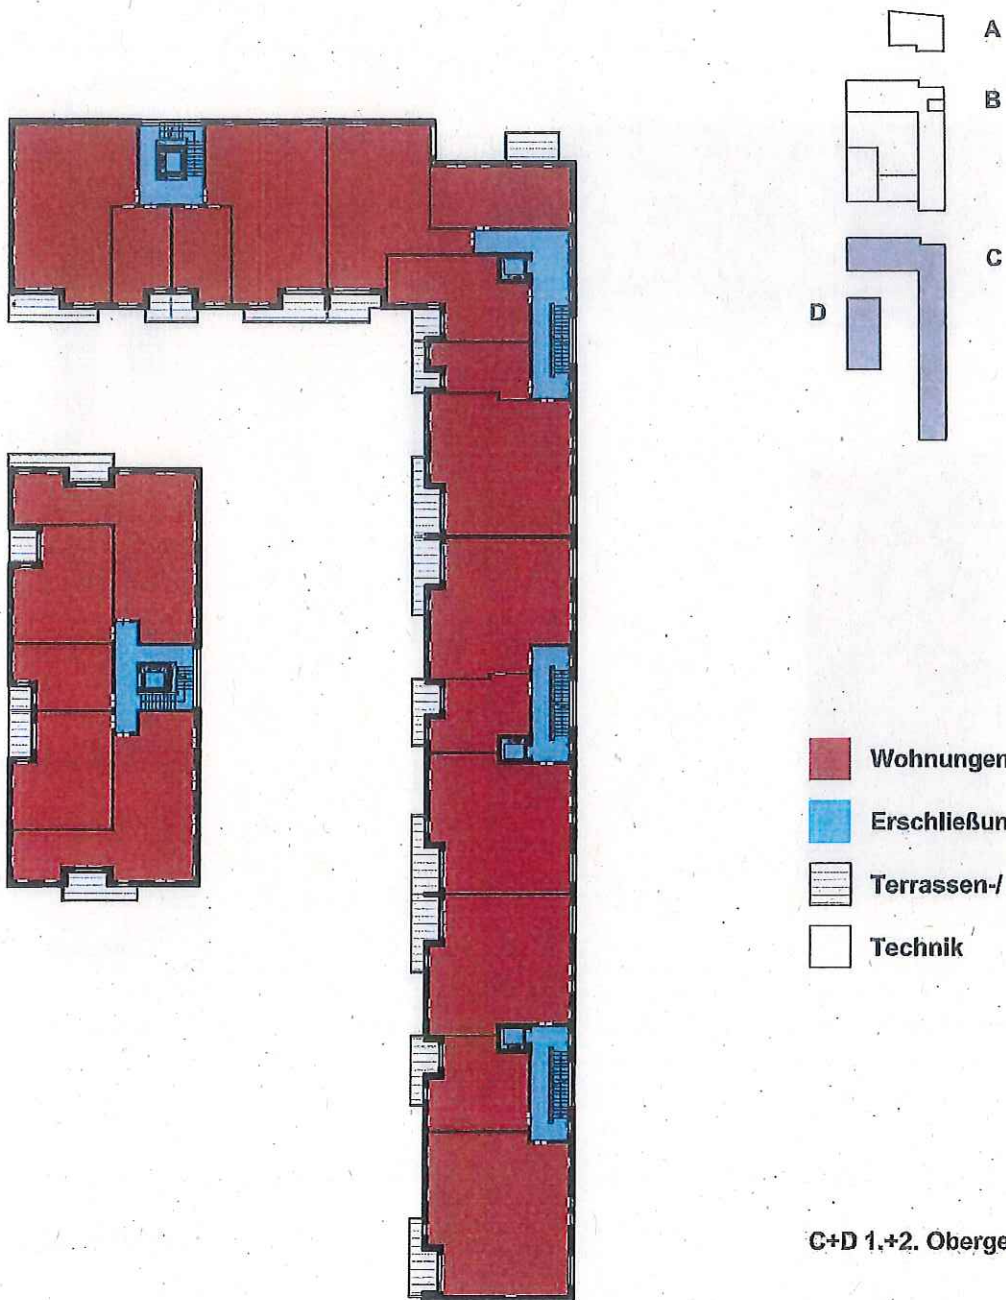 A
B
C
D
Wohnungen
Erschließun
Terrassen-/
Technik
C+D 1.+2. Oberge